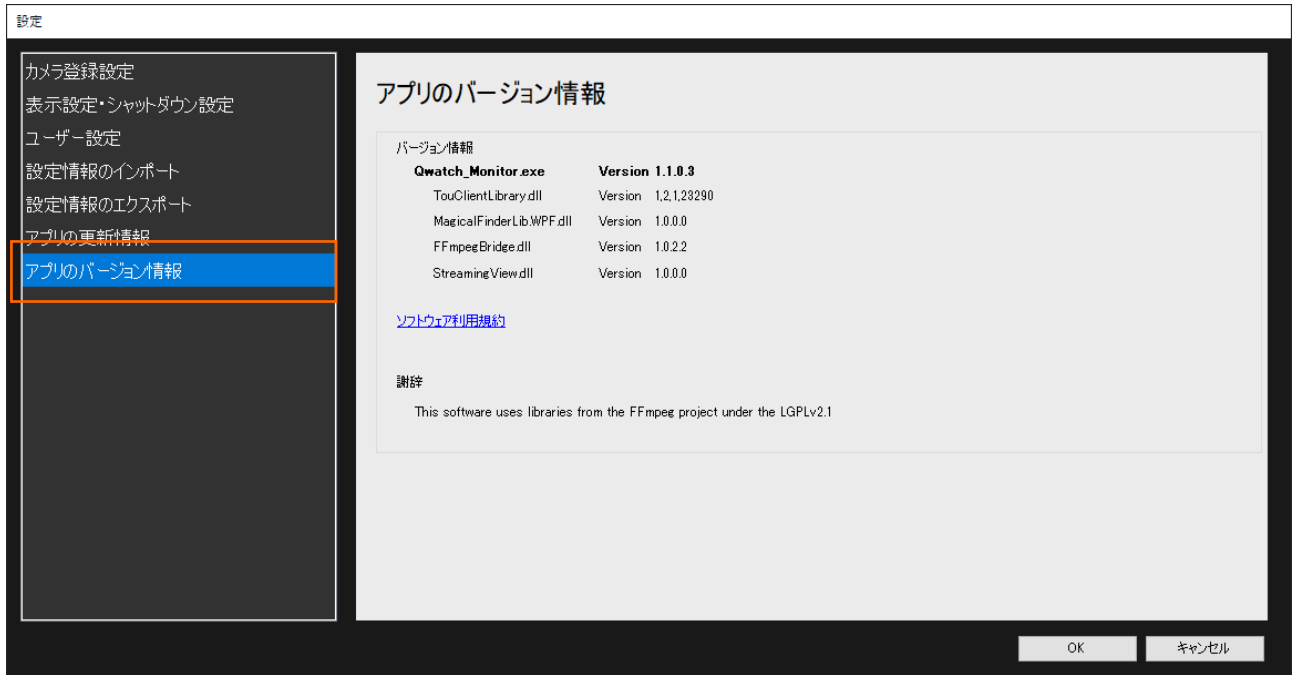 設定
カメラ登録設定
表示設定・シャットダウン設定
ユーザー設定
設定情報のインポート
設定情報のエクスポート
アプリの更新情報
アプリのバージョン情報
アプリのバージョン情報
バージョン情報
Qwatch_Monitor.exe Version 1.1.0.3
TouClientLibrary.dll Version 1,2,1,23290
MagicalFinderLib.WPF.dll Version 1.0.0.0
FFmpegBridge.dll Version 1.0.2.2
StreamingView.dll Version 1.0.0.0
ソフトウェア利用規約
謝辞
This software uses libraries from the FFmpeg project under the LGPLv2.1
OK キャンセル